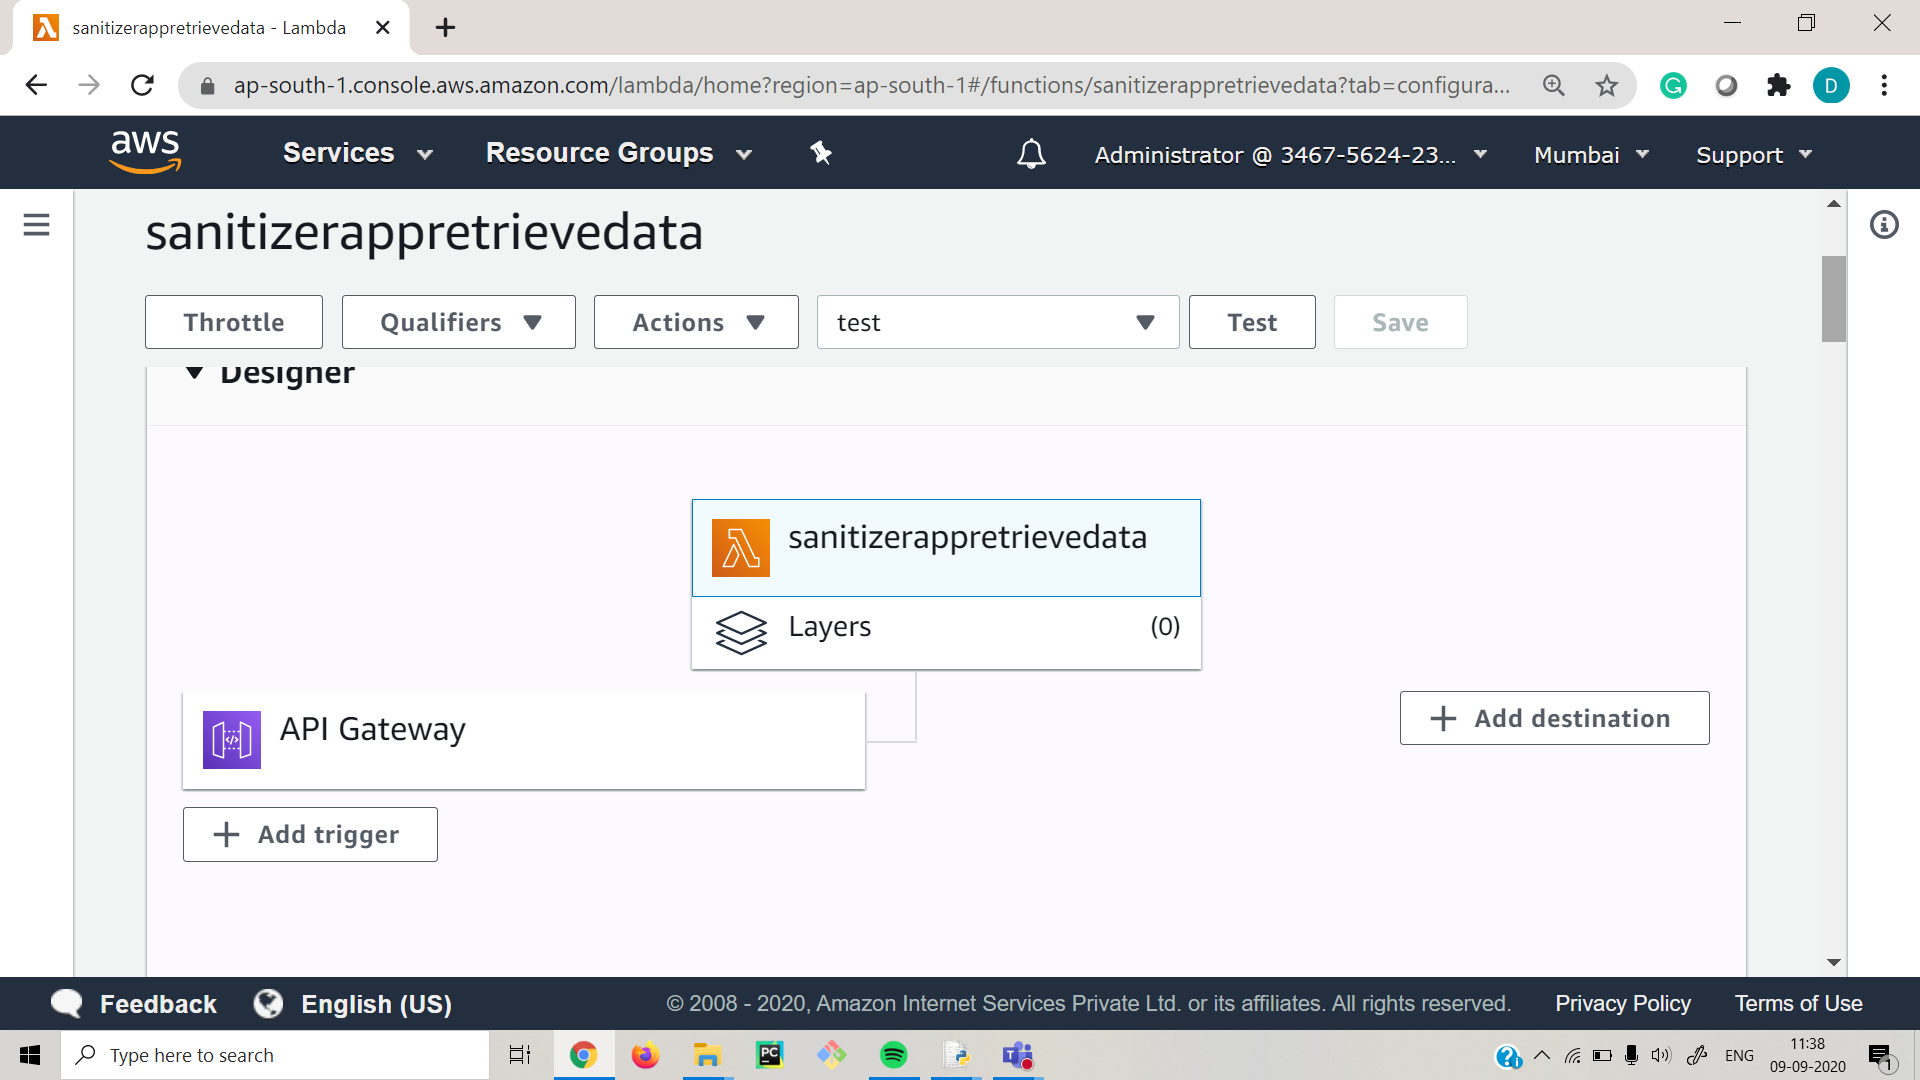 sanitizerappretrievedata - Lambda
ap-south-1.console.aws.amazon.com/lambda/home?region=ap-south-1#/functions/sanitizerappretrievedata?tab=configura...
D
aws
Services
Resource Groups
Administrator @ 3467-5624-23...
Mumbai
Support
sanitizerappretrievedata
Throttle
Qualifiers
Actions
test
Test
Save
Designer
sanitizerappretrievedata
Layers
(0)
API Gateway
Add destination
Add trigger
Feedback
English (US)
© 2008 - 2020, Amazon Internet Services Private Ltd. or its affiliates. All rights reserved.
Privacy Policy
Terms of Use
Type here to search
PC
ENG
11:38
09-09-2020
1